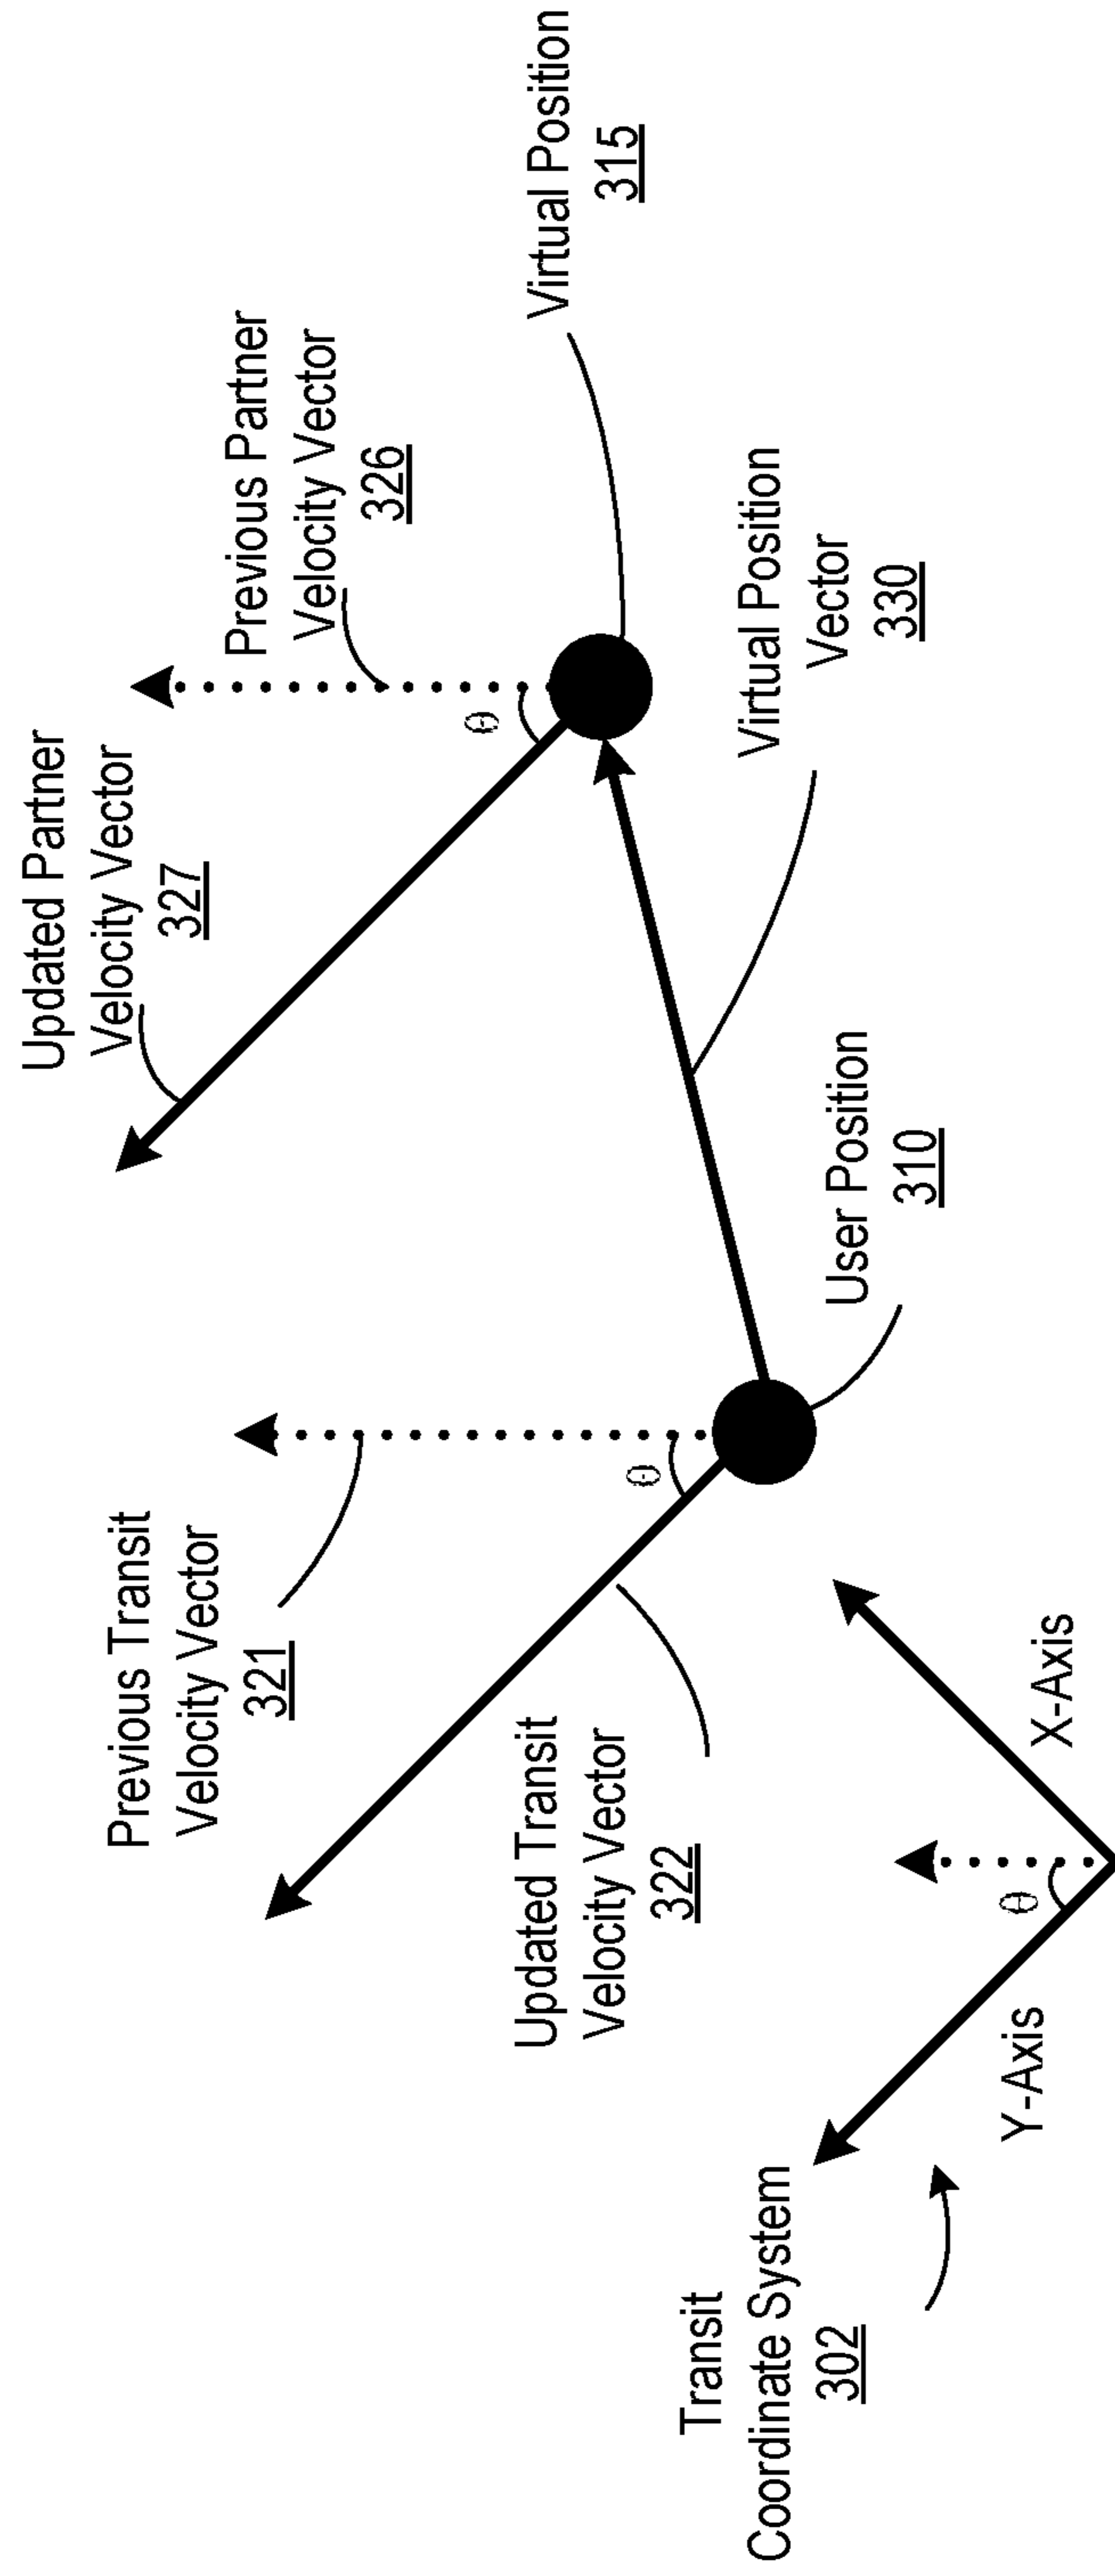 Updated Partner
Velocity Vector
327
Previous Partner
Velocity Vector
326
Previous Transit
Velocity Vector
321
θ
Virtual Position
315
Updated Transit
Velocity Vector
322
θ
Virtual Position
Vector
330
Transit
Coordinate System
302
User Position
310
θ
Y-Axis
X-Axis